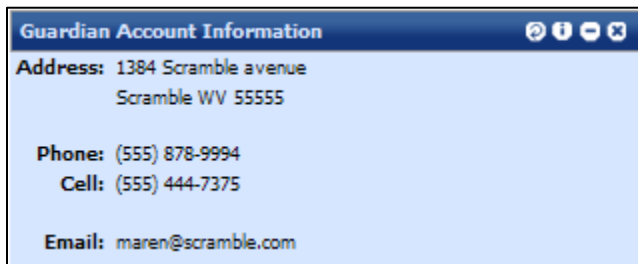 Guardian Account Information
Address: 1384 Scramble avenue
Scramble WV 55555
Phone: (555) 878-9994
Cell: (555) 444-7375
Email: maren@scramble.com